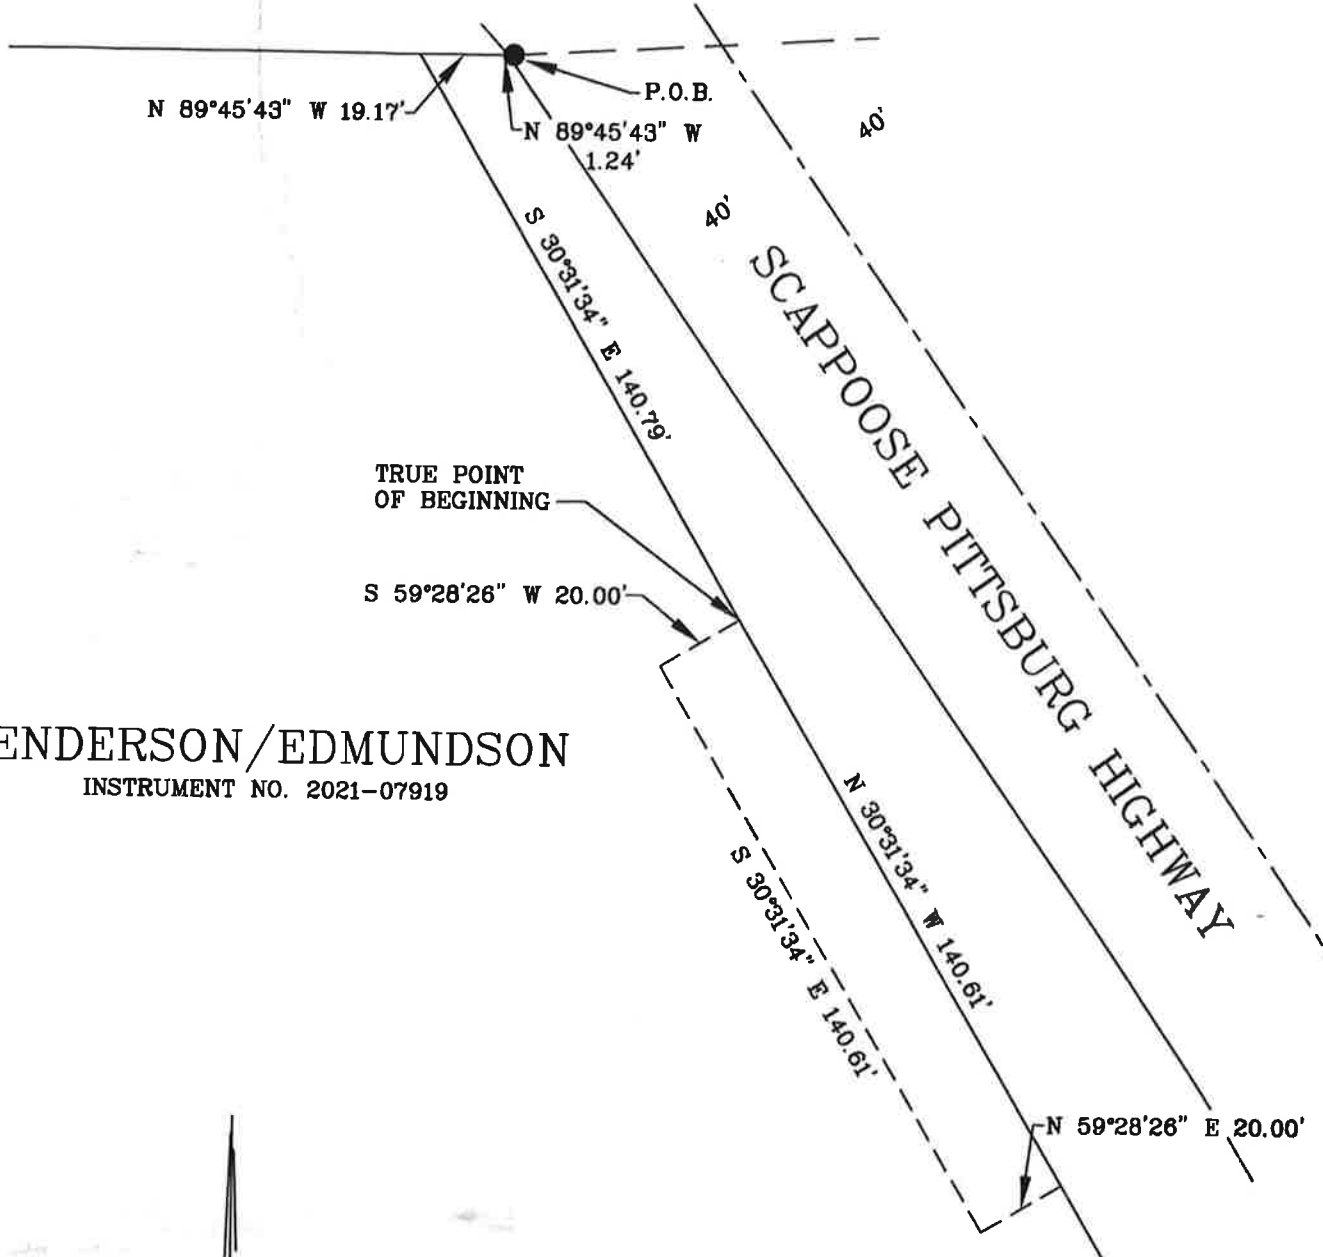 N 89°45'43" W 19.17'
P.O.B.
N 89°45'43" W
1.24'
40'
40'
SCAPPOOSE PITTSBURG HIGHWAY
S 30°31'34" E 140.79'
TRUE POINT
OF BEGINNING
S 59°28'26" W 20.00'
ENDERSON/EDMUNDSON
INSTRUMENT NO. 2021-07919
N 30°31'34" W 140.61'
S 30°31'34" E 140.61'
N 59°28'26" E 20.00'